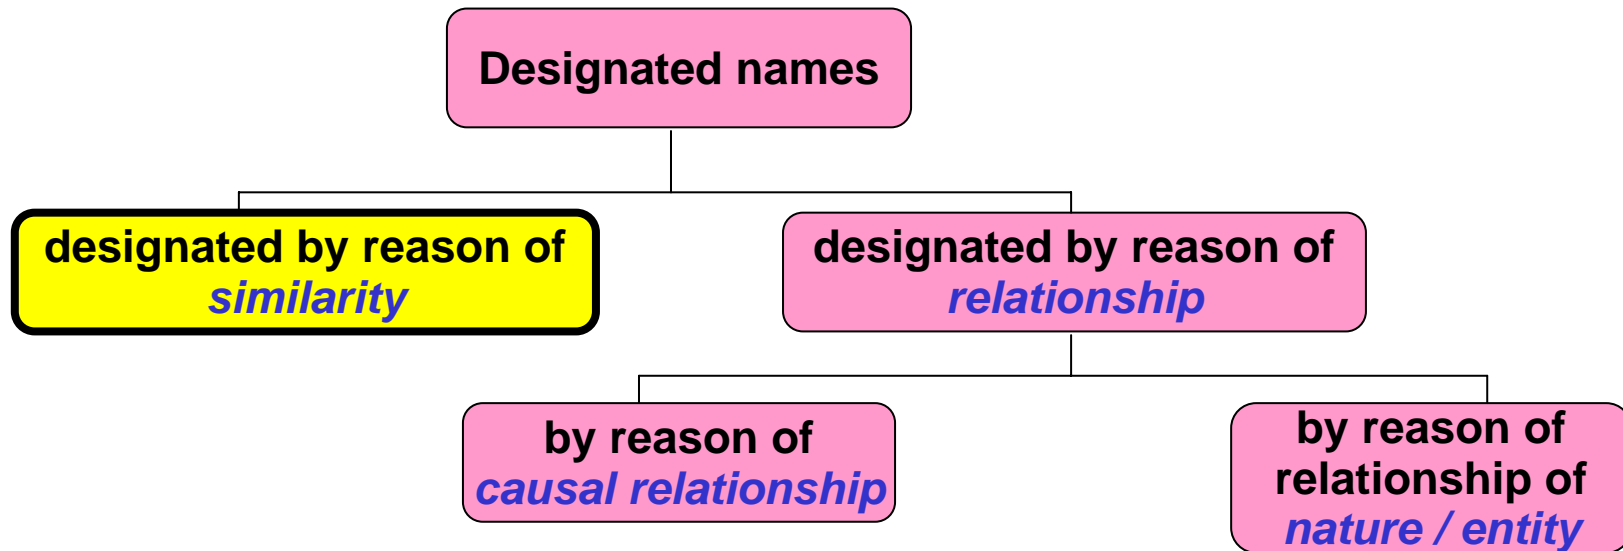 Designated names
designated by reason of
similarity
designated by reason of
relationship
by reason of
causal relationship
by reason of
relationship of
nature / entity